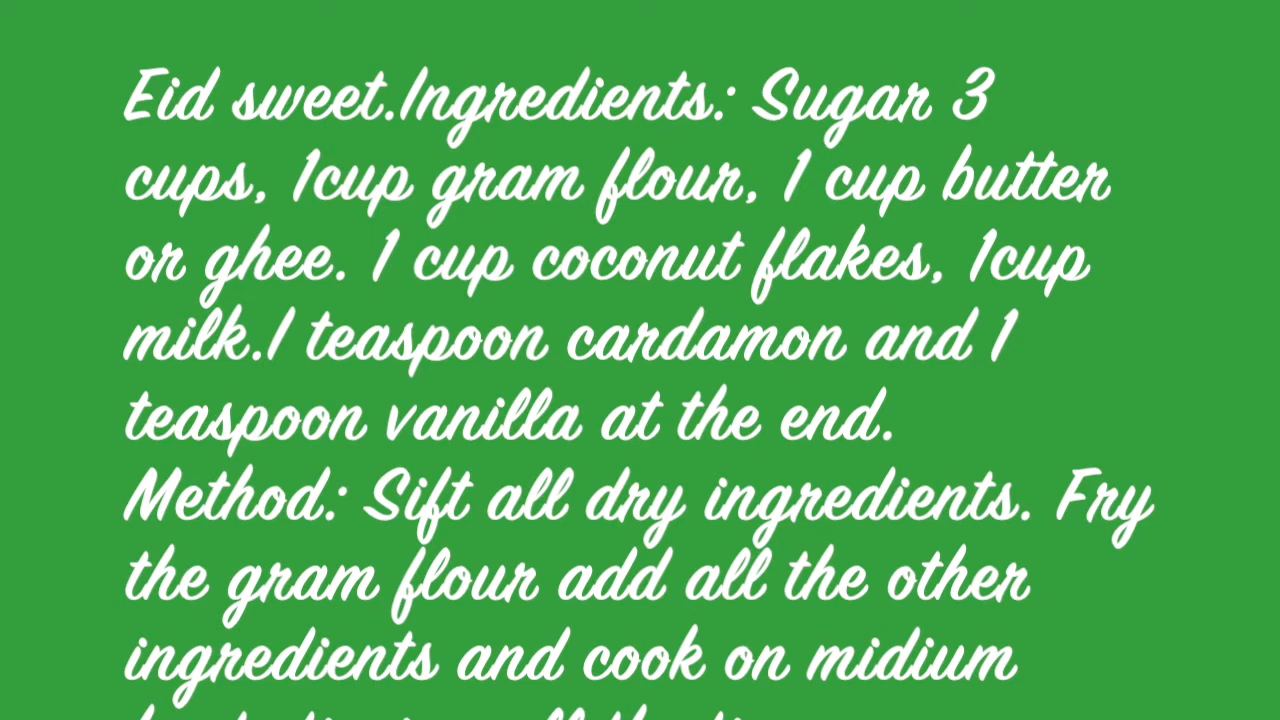 Eid sweet.Ingredients: Sugar 3
cups, 1cup gram flour, 1 cup butter
or ghee. 1 cup coconut flakes, 1cup
milk.1 teaspoon cardamon and 1
teaspoon vanilla at the end.
Method: Sift all dry ingredients. Fry
the gram flour add all the other
ingredients and cook on midium